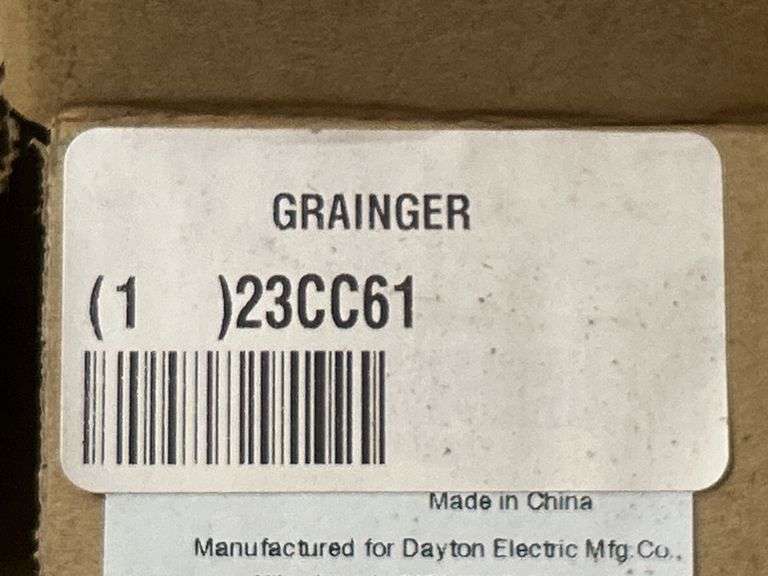 GRAINGER
(1 )23CC61
Made in China
Manufactured for Dayton Electric Mfg.Co.,